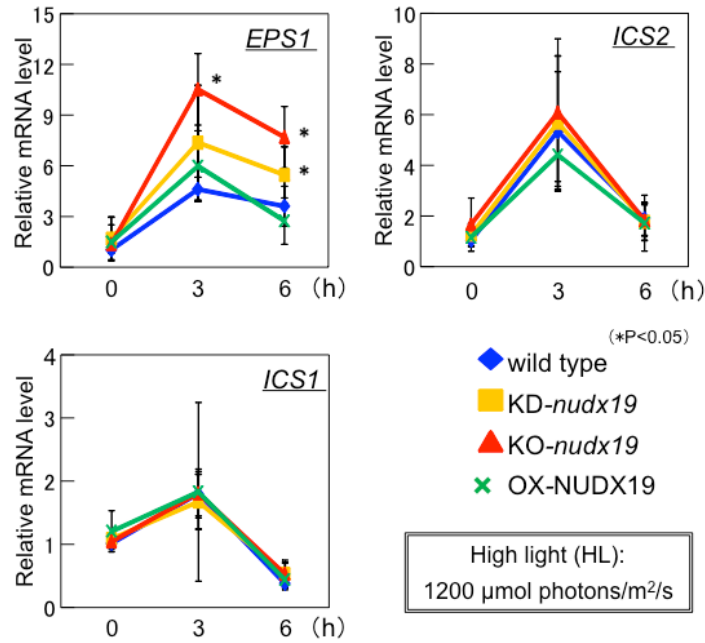 EPS1
Relative mRNA level
15
12
9
6
3
0
*
*
*
0 3 6 (h)
ICS2
Relative mRNA level
10
8
6
4
2
0
0 3 6 (h)
ICS1
Relative mRNA level
4
3
2
1
0
0 3 6 (h)
(*P<0.05)
wild type
KD-nudx19
KO-nudx19
OX-NUDX19
High light (HL):
1200 μmol photons/m²/s